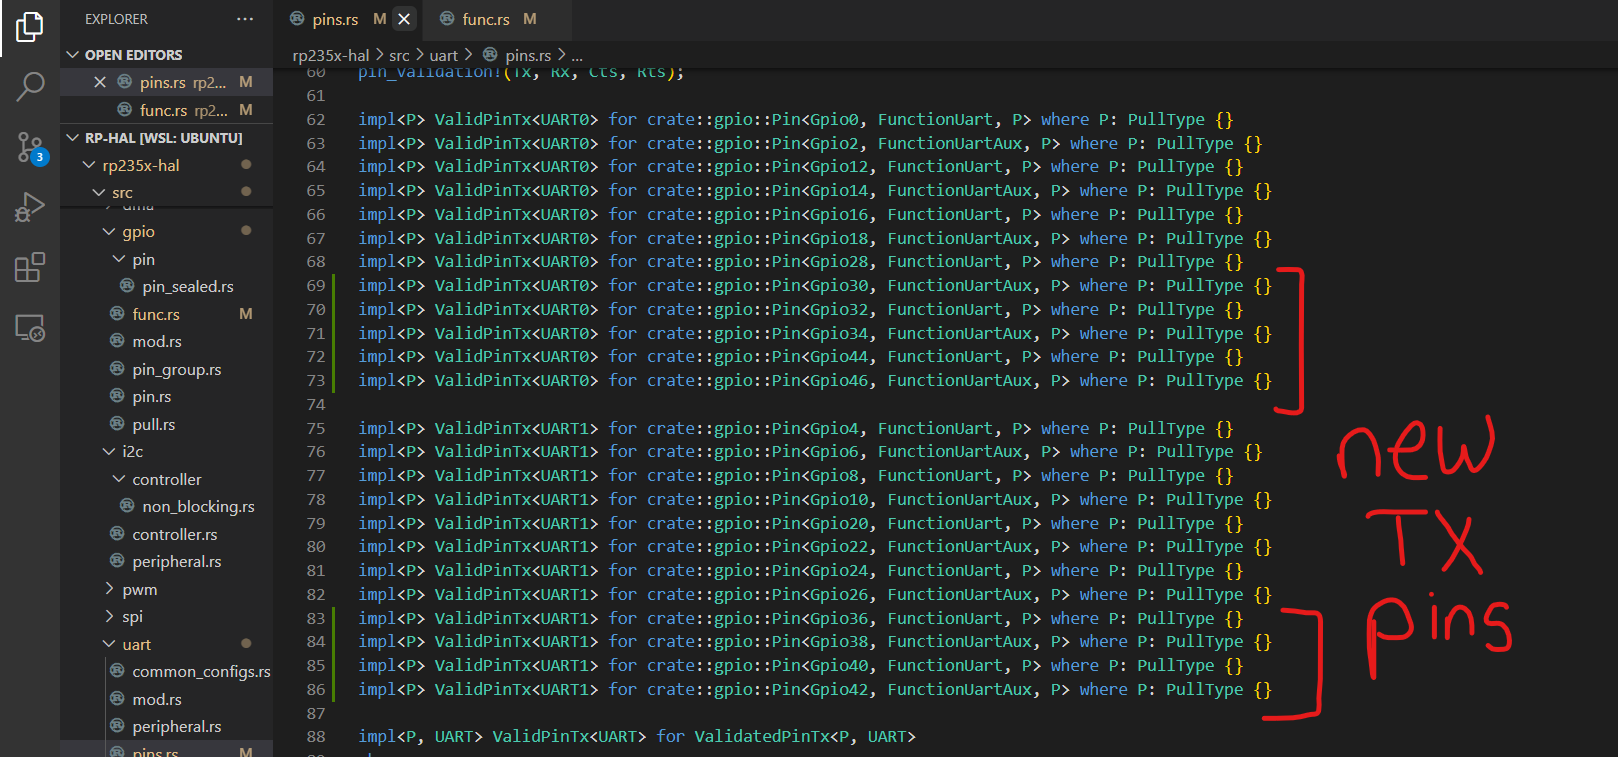 EXPLORER
...
pins.rs M
func.rs M
OPEN EDITORS
rp235x-hal > src > uart > pins.rs > ...
pins.rs rp2... M
func.rs rp2... M
RP-HAL [WSL: UBUNTU]
rp235x-hal
src
dma
gpio
pin
pin_sealed.rs
func.rs M
mod.rs
pin_group.rs
pin.rs
pull.rs
i2c
controller
non_blocking.rs
controller.rs
peripheral.rs
pwm
spi
uart
common_configs.rs
mod.rs
peripheral.rs
pins.rs M
3
60 pin_validation!(Tx, Rx, Cts, Rts);
61
62 impl<P> ValidPinTx<UART0> for crate::gpio::Pin<Gpio0, FunctionUart, P> where P: PullType {}
63 impl<P> ValidPinTx<UART0> for crate::gpio::Pin<Gpio2, FunctionUartAux, P> where P: PullType {}
64 impl<P> ValidPinTx<UART0> for crate::gpio::Pin<Gpio12, FunctionUart, P> where P: PullType {}
65 impl<P> ValidPinTx<UART0> for crate::gpio::Pin<Gpio14, FunctionUartAux, P> where P: PullType {}
66 impl<P> ValidPinTx<UART0> for crate::gpio::Pin<Gpio16, FunctionUart, P> where P: PullType {}
67 impl<P> ValidPinTx<UART0> for crate::gpio::Pin<Gpio18, FunctionUartAux, P> where P: PullType {}
68 impl<P> ValidPinTx<UART0> for crate::gpio::Pin<Gpio28, FunctionUart, P> where P: PullType {}
69 impl<P> ValidPinTx<UART0> for crate::gpio::Pin<Gpio30, FunctionUartAux, P> where P: PullType {}
70 impl<P> ValidPinTx<UART0> for crate::gpio::Pin<Gpio32, FunctionUart, P> where P: PullType {}
71 impl<P> ValidPinTx<UART0> for crate::gpio::Pin<Gpio34, FunctionUartAux, P> where P: PullType {}
72 impl<P> ValidPinTx<UART0> for crate::gpio::Pin<Gpio44, FunctionUart, P> where P: PullType {}
73 impl<P> ValidPinTx<UART0> for crate::gpio::Pin<Gpio46, FunctionUartAux, P> where P: PullType {}
74
75 impl<P> ValidPinTx<UART1> for crate::gpio::Pin<Gpio4, FunctionUart, P> where P: PullType {}
76 impl<P> ValidPinTx<UART1> for crate::gpio::Pin<Gpio6, FunctionUartAux, P> where P: PullType {}
77 impl<P> ValidPinTx<UART1> for crate::gpio::Pin<Gpio8, FunctionUart, P> where P: PullType {}
78 impl<P> ValidPinTx<UART1> for crate::gpio::Pin<Gpio10, FunctionUartAux, P> where P: PullType {}
79 impl<P> ValidPinTx<UART1> for crate::gpio::Pin<Gpio20, FunctionUart, P> where P: PullType {}
80 impl<P> ValidPinTx<UART1> for crate::gpio::Pin<Gpio22, FunctionUartAux, P> where P: PullType {}
81 impl<P> ValidPinTx<UART1> for crate::gpio::Pin<Gpio24, FunctionUart, P> where P: PullType {}
82 impl<P> ValidPinTx<UART1> for crate::gpio::Pin<Gpio26, FunctionUartAux, P> where P: PullType {}
83 impl<P> ValidPinTx<UART1> for crate::gpio::Pin<Gpio36, FunctionUart, P> where P: PullType {}
84 impl<P> ValidPinTx<UART1> for crate::gpio::Pin<Gpio38, FunctionUartAux, P> where P: PullType {}
85 impl<P> ValidPinTx<UART1> for crate::gpio::Pin<Gpio40, FunctionUart, P> where P: PullType {}
86 impl<P> ValidPinTx<UART1> for crate::gpio::Pin<Gpio42, FunctionUartAux, P> where P: PullType {}
87
88 impl<P, UART> ValidPinTx<UART> for ValidatedPinTx<P, UART>
new
TX
pins